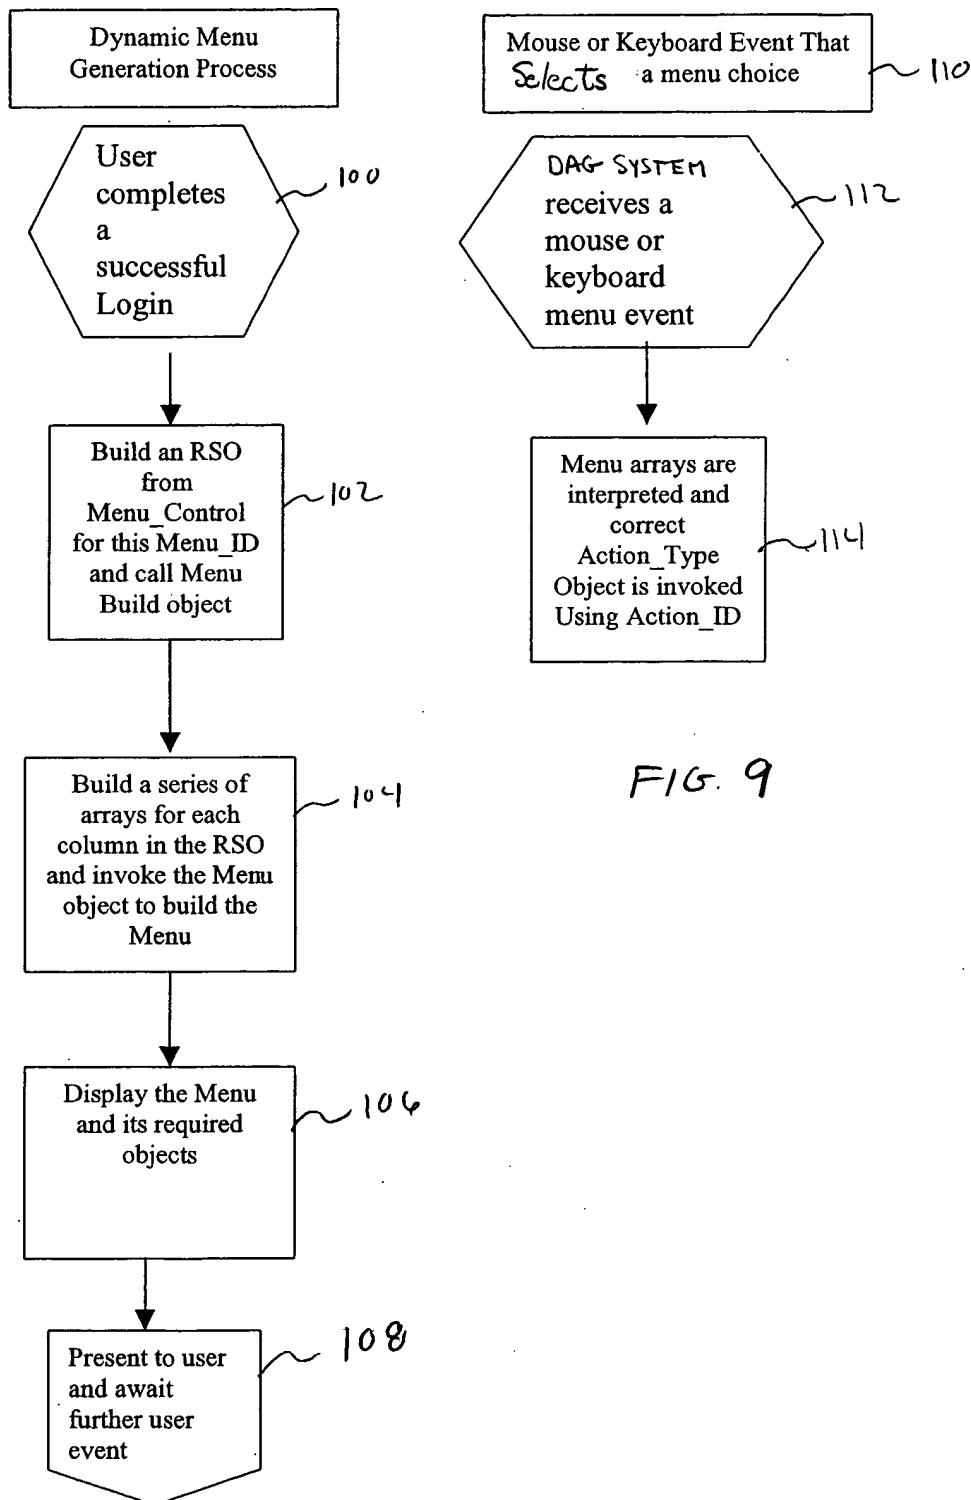 Dynamic Menu
Generation Process
User
completes
a
successful
Login
100
Build an RSO
from
Menu_Control
for this Menu_ID
and call Menu
Build object
102
Build a series of
arrays for each
column in the RSO
and invoke the Menu
object to build the
Menu
104
Display the Menu
and its required
objects
106
Present to user
and await
further user
event
108
Mouse or Keyboard Event That
Selects a menu choice
110
DAG SYSTEM
receives a
mouse or
keyboard
menu event
112
Menu arrays are
interpreted and
correct
Action_Type
Object is invoked
Using Action_ID
114
FIG. 9